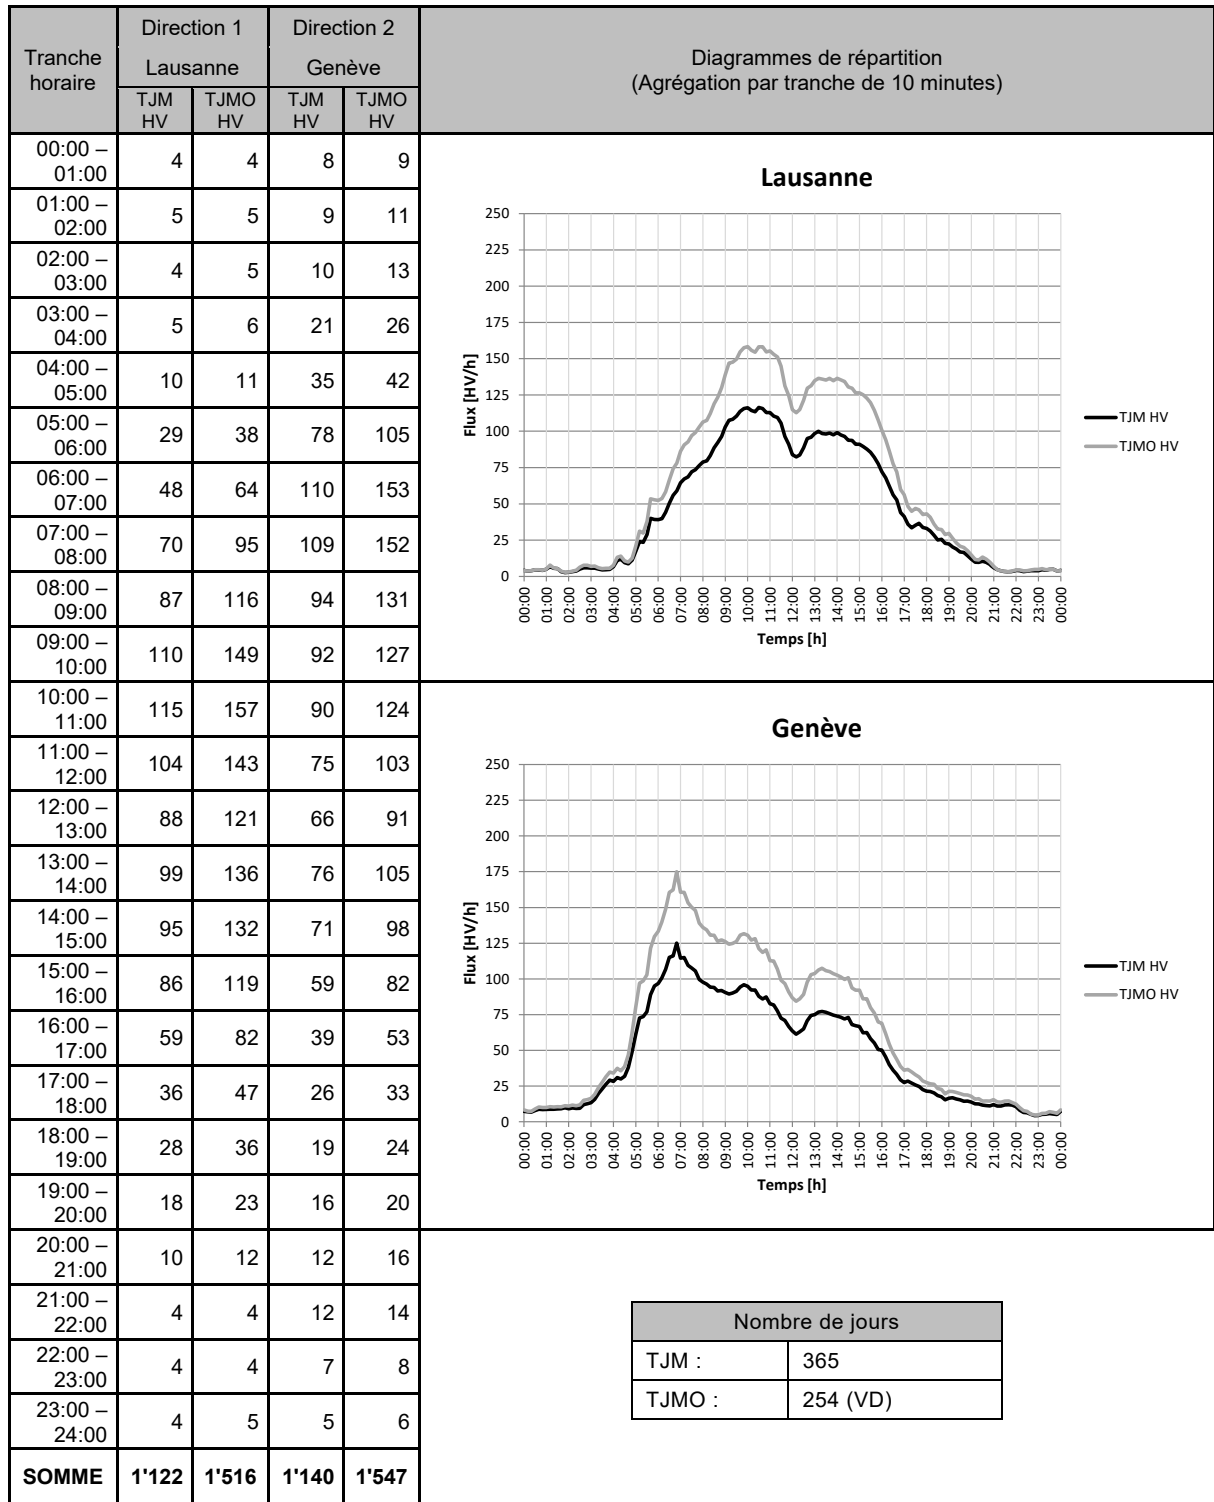 Tranche horaire | Direction 1 | Direction 2 | Diagrammes de répartition
Lausanne | Genève | (Agrégation par tranche de 10 minutes)
TJM HV | TJMO HV | TJM HV | TJMO HV
00:00 – 01:00 | 4 | 4 | 8 | 9
01:00 – 02:00 | 5 | 5 | 9 | 11
02:00 – 03:00 | 4 | 5 | 10 | 13
03:00 – 04:00 | 5 | 6 | 21 | 26
04:00 – 05:00 | 10 | 11 | 35 | 42
05:00 – 06:00 | 29 | 38 | 78 | 105
06:00 – 07:00 | 48 | 64 | 110 | 153
07:00 – 08:00 | 70 | 95 | 109 | 152
08:00 – 09:00 | 87 | 116 | 94 | 131
09:00 – 10:00 | 110 | 149 | 92 | 127
10:00 – 11:00 | 115 | 157 | 90 | 124
11:00 – 12:00 | 104 | 143 | 75 | 103
12:00 – 13:00 | 88 | 121 | 66 | 91
13:00 – 14:00 | 99 | 136 | 76 | 105
14:00 – 15:00 | 95 | 132 | 71 | 98
15:00 – 16:00 | 86 | 119 | 59 | 82
16:00 – 17:00 | 59 | 82 | 39 | 53
17:00 – 18:00 | 36 | 47 | 26 | 33
18:00 – 19:00 | 28 | 36 | 19 | 24
19:00 – 20:00 | 18 | 23 | 16 | 20
20:00 – 21:00 | 10 | 12 | 12 | 16
21:00 – 22:00 | 4 | 4 | 12 | 14
22:00 – 23:00 | 4 | 4 | 7 | 8
23:00 – 24:00 | 4 | 5 | 5 | 6
SOMME | 1'122 | 1'516 | 1'140 | 1'547
Lausanne
Flux [HV/h]
250
225
200
175
150
125
100
75
50
25
0
00:00 01:00 02:00 03:00 04:00 05:00 06:00 07:00 08:00 09:00 10:00 11:00 12:00 13:00 14:00 15:00 16:00 17:00 18:00 19:00 20:00 21:00 22:00 23:00 00:00
Temps [h]
TJM HV
TJMO HV
Genève
Flux [HV/h]
250
225
200
175
150
125
100
75
50
25
0
00:00 01:00 02:00 03:00 04:00 05:00 06:00 07:00 08:00 09:00 10:00 11:00 12:00 13:00 14:00 15:00 16:00 17:00 18:00 19:00 20:00 21:00 22:00 23:00 00:00
Temps [h]
TJM HV
TJMO HV
Nombre de jours
TJM : | 365
TJMO : | 254 (VD)